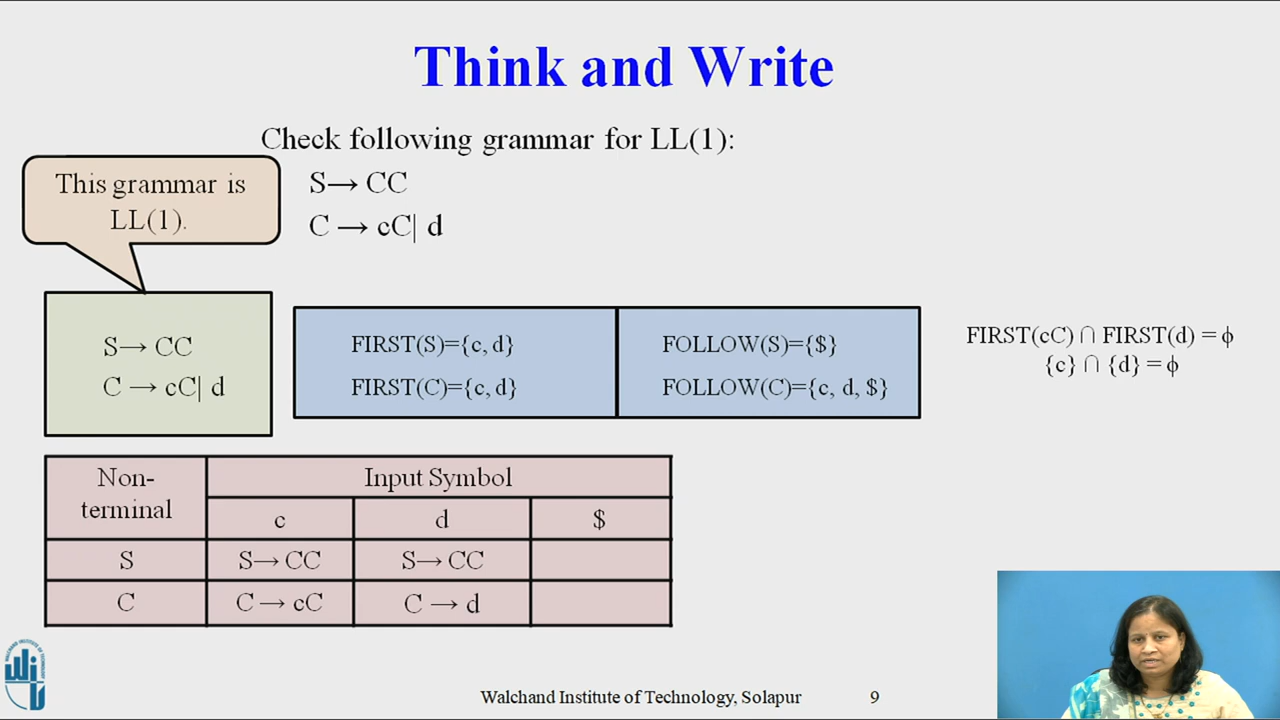 Think and Write
Check following grammar for LL(1):
This grammar is
LL(1).
S→ CC
C → cC| d
S→ CC
C → cC| d
FIRST(S)={c, d}
FIRST(C)={c, d}
FOLLOW(S)={$}
FOLLOW(C)={c, d, $}
FIRST(cC) ∩ FIRST(d) = ϕ
{c} ∩ {d} = ϕ
Non-
terminal
Input Symbol
c d $
S S→ CC S→ CC
C C → cC C → d
Walchand Institute of Technology, Solapur 9